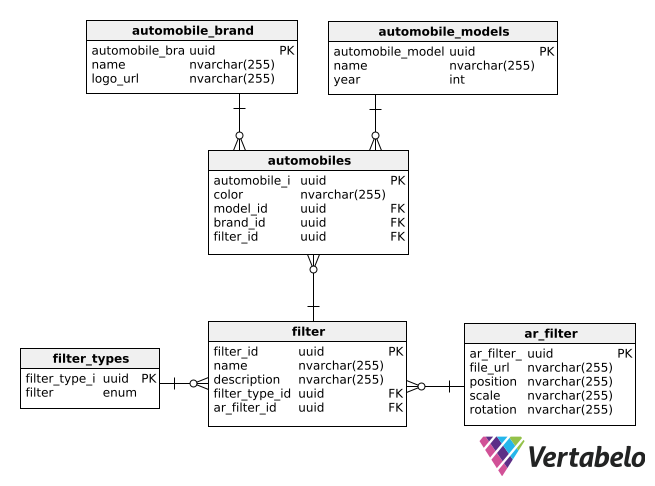 automobile_brand
automobile_bra uuid PK
name nvarchar(255)
logo_url nvarchar(255)
automobile_models
automobile_model uuid PK
name nvarchar(255)
year int
automobiles
automobile_i uuid PK
color nvarchar(255)
model_id uuid FK
brand_id uuid FK
filter_id uuid FK
filter
filter_id uuid PK
name nvarchar(255)
description nvarchar(255)
filter_type_id uuid FK
ar_filter_id uuid FK
filter_types
filter_type_i uuid PK
filter enum
ar_filter
ar_filter_ uuid PK
file_url nvarchar(255)
position nvarchar(255)
scale nvarchar(255)
rotation nvarchar(255)
Vertabelo